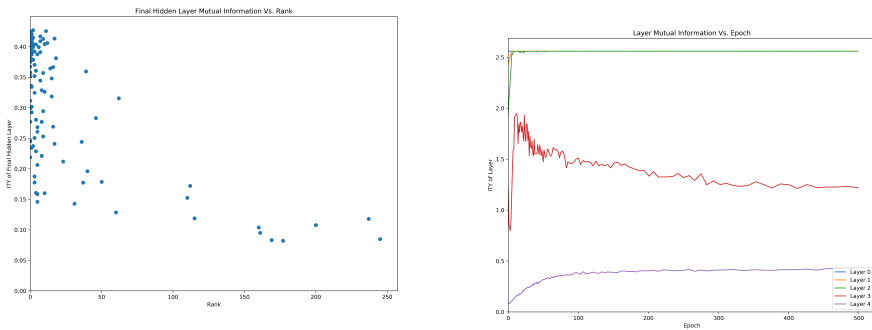 Final Hidden Layer Mutual Information Vs. Rank
0.40
0.35
0.30
0.25
0.20
0.15
0.10
0.05
0.00
ITY of Final Hidden Layer
0 50 100 150 200 250
Rank
Layer Mutual Information Vs. Epoch
2.5
2.0
1.5
1.0
0.5
0.0
ITY of Layer
Layer 0
Layer 1
Layer 2
Layer 3
Layer 4
0 100 200 300 400 500
Epoch